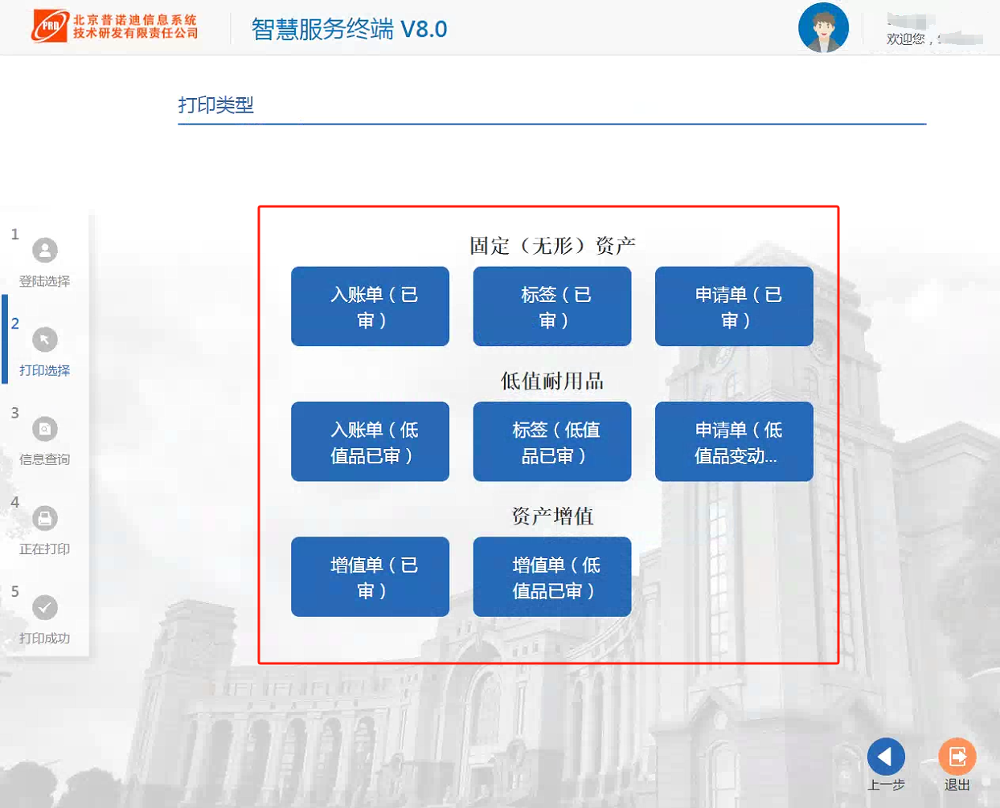 PRD
北京普诺迪信息系统
技术研发有限责任公司
智慧服务终端 V8.0
欢迎您，
打印类型
1
登陆选择
2
打印选择
3
信息查询
4
正在打印
5
打印成功
固定（无形）资产
入账单（已
审）
标签（已
审）
申请单（已
审）
低值耐用品
入账单（低
值品已审）
标签（低值
品已审）
申请单（低
值品变动...
资产增值
增值单（已
审）
增值单（低
值品已审）
上一步
退出